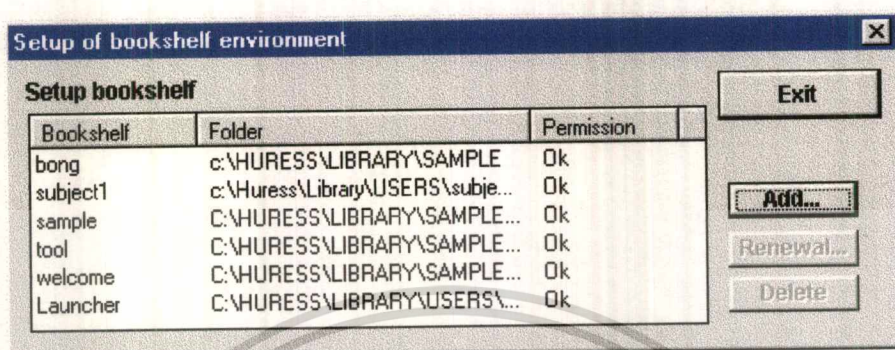 Setup of bookshelf environment
Setup bookshelf
Exit
Bookshelf Folder Permission
bong c:\HURESS\LIBRARY\SAMPLE Ok
subject1 c:\Huress\Library\USERS\subje... Ok
sample C:\HURESS\LIBRARY\SAMPLE... Ok
tool C:\HURESS\LIBRARY\SAMPLE... Ok
welcome C:\HURESS\LIBRARY\SAMPLE... Ok
Launcher C:\HURESS\LIBRARY\USERS\... Ok
Add...
Renewal...
Delete